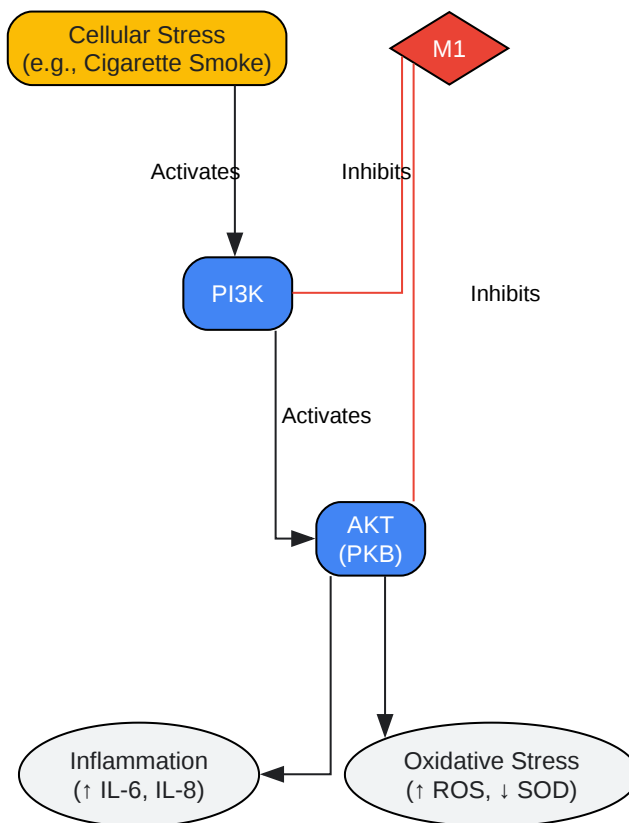 Cellular Stress
(e.g., Cigarette Smoke)
M1
Activates
Inhibits
PI3K
Inhibits
Activates
AKT
(PKB)
Inflammation
(↑ IL-6, IL-8)
Oxidative Stress
(↑ ROS, ↓ SOD)